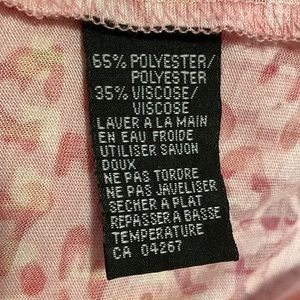 65% POLYESTER/
POLYESTER
35% VISCOSE/
VISCOSE
LAVER A LA MAIN
EN EAU FROIDE
UTILISER SAVON
DOUX
NE PAS TORDRE
NE PAS JAVELISER
SECHER A PLAT
REPASSER A BASSE
TEMPERATURE
CA 04267